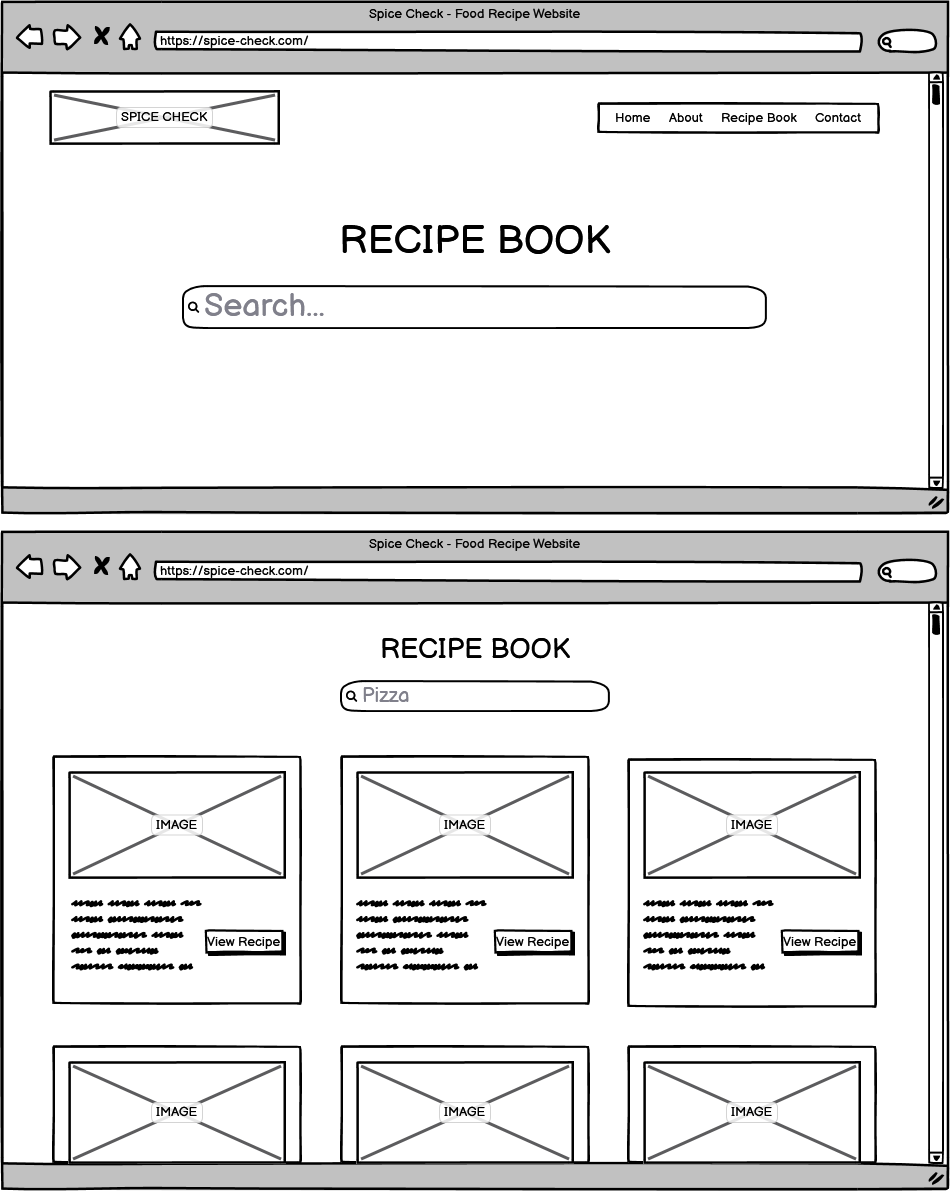 Spice Check - Food Recipe Website
https://spice-check.com/
SPICE CHECK
Home About Recipe Book Contact
RECIPE BOOK
Search...
Spice Check - Food Recipe Website
https://spice-check.com/
RECIPE BOOK
Pizza
IMAGE IMAGE IMAGE
View Recipe View Recipe View Recipe
IMAGE IMAGE IMAGE